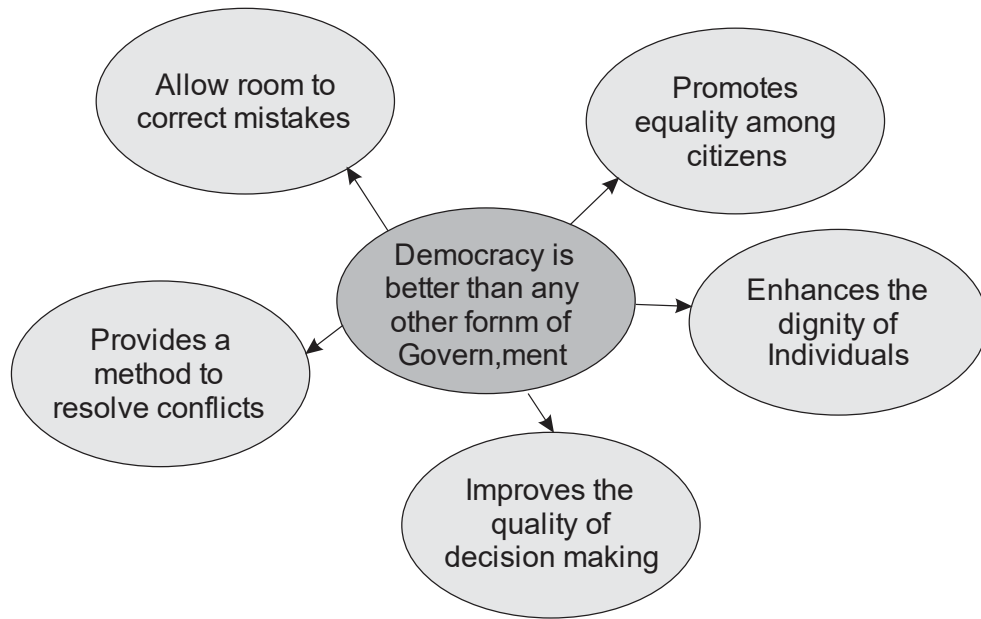 Allow room to
correct mistakes
Promotes
equality among
citizens
Democracy is
better than any
other fornm of
Govern,ment
Enhances the
dignity of
Individuals
Provides a
method to
resolve conflicts
Improves the
quality of
decision making